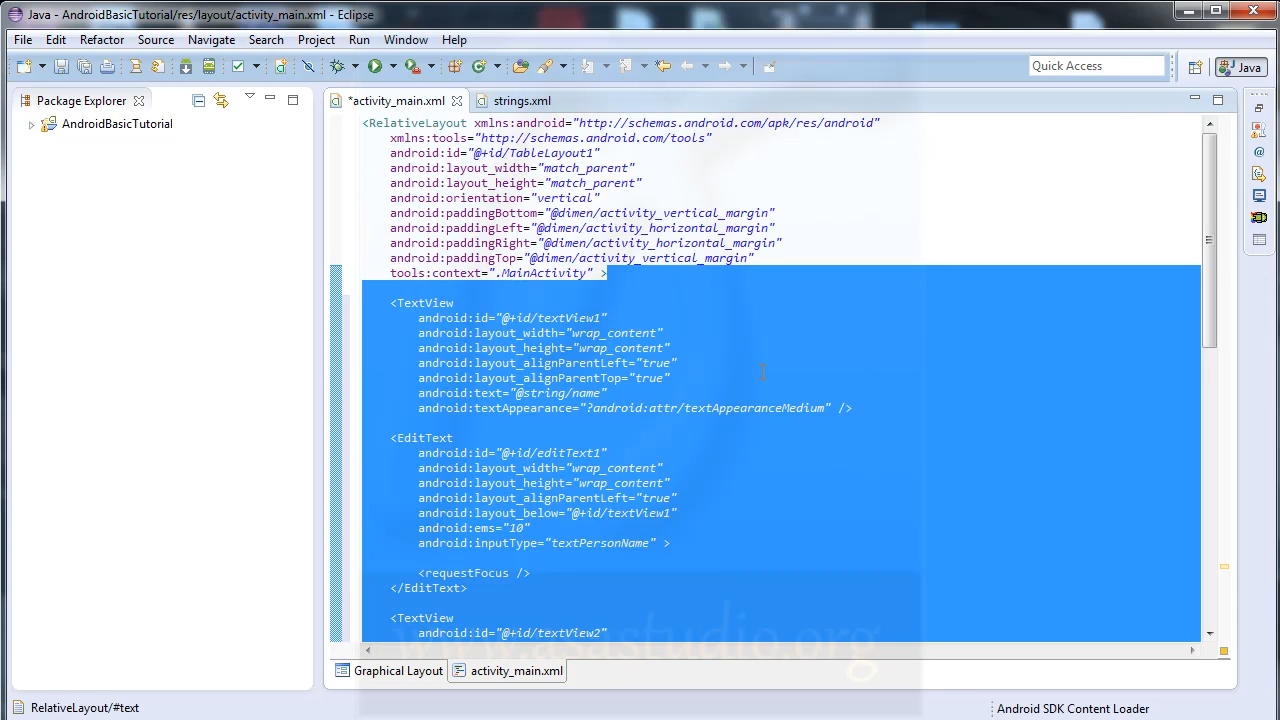 Java - AndroidBasicTutorial/res/layout/activity_main.xml - Eclipse
File Edit Refactor Source Navigate Search Project Run Window Help
Quick Access
Java
Package Explorer
*activity_main.xml
strings.xml
AndroidBasicTutorial
<RelativeLayout xmlns:android="http://schemas.android.com/apk/res/android"
xmlns:tools="http://schemas.android.com/tools"
android:id="@+id/TableLayout1"
android:layout_width="match_parent"
android:layout_height="match_parent"
android:orientation="vertical"
android:paddingBottom="@dimen/activity_vertical_margin"
android:paddingLeft="@dimen/activity_horizontal_margin"
android:paddingRight="@dimen/activity_horizontal_margin"
android:paddingTop="@dimen/activity_vertical_margin"
tools:context=".MainActivity" >
<TextView
android:id="@+id/textView1"
android:layout_width="wrap_content"
android:layout_height="wrap_content"
android:layout_alignParentLeft="true"
android:layout_alignParentTop="true"
android:text="@string/name"
android:textAppearance="?android:attr/textAppearanceMedium" />
<EditText
android:id="@+id/editText1"
android:layout_width="wrap_content"
android:layout_height="wrap_content"
android:layout_alignParentLeft="true"
android:layout_below="@+id/textView1"
android:ems="10"
android:inputType="textPersonName" >
<requestFocus />
</EditText>
<TextView
android:id="@+id/textView2"
www.asastudio.org
Graphical Layout
activity_main.xml
RelativeLayout/#text
Android SDK Content Loader